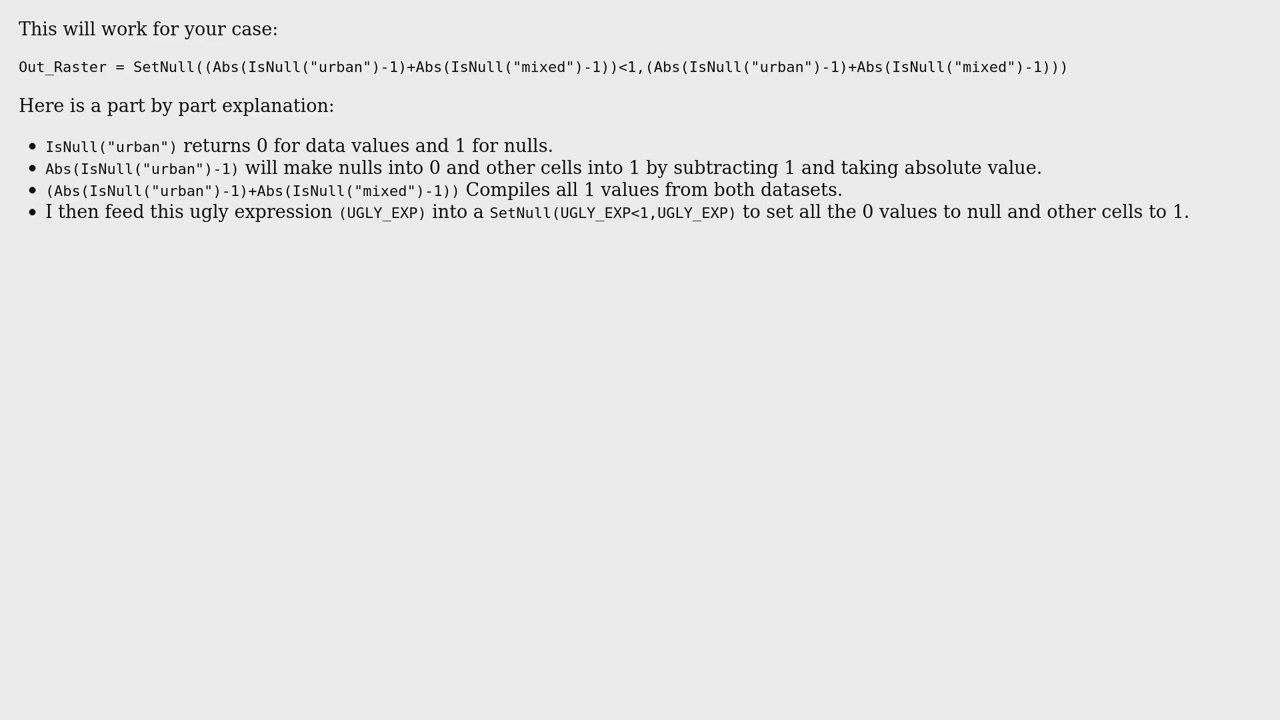 This will work for your case:
Out_Raster = SetNull((Abs(IsNull("urban")-1)+Abs(IsNull("mixed")-1))<1,(Abs(IsNull("urban")-1)+Abs(IsNull("mixed")-1)))
Here is a part by part explanation:
• IsNull("urban") returns 0 for data values and 1 for nulls.
• Abs(IsNull("urban")-1) will make nulls into 0 and other cells into 1 by subtracting 1 and taking absolute value.
• (Abs(IsNull("urban")-1)+Abs(IsNull("mixed")-1)) Compiles all 1 values from both datasets.
• I then feed this ugly expression (UGLY_EXP) into a SetNull(UGLY_EXP<1,UGLY_EXP) to set all the 0 values to null and other cells to 1.